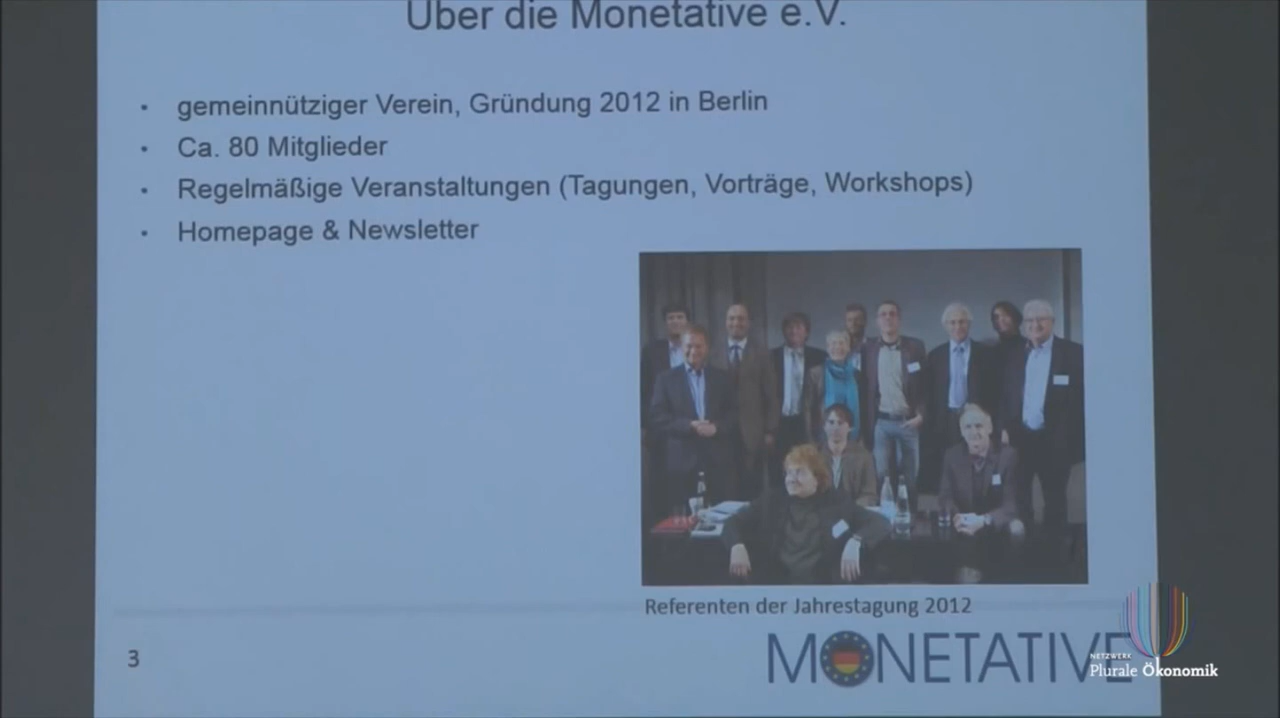 Über die Monetative e.V.
gemeinnütziger Verein, Gründung 2012 in Berlin
Ca. 80 Mitglieder
Regelmäßige Veranstaltungen (Tagungen, Vorträge, Workshops)
Homepage & Newsletter
Referenten der Jahrestagung 2012
3
MONETATIVE
NETZWERK
Plurale Ökonomik